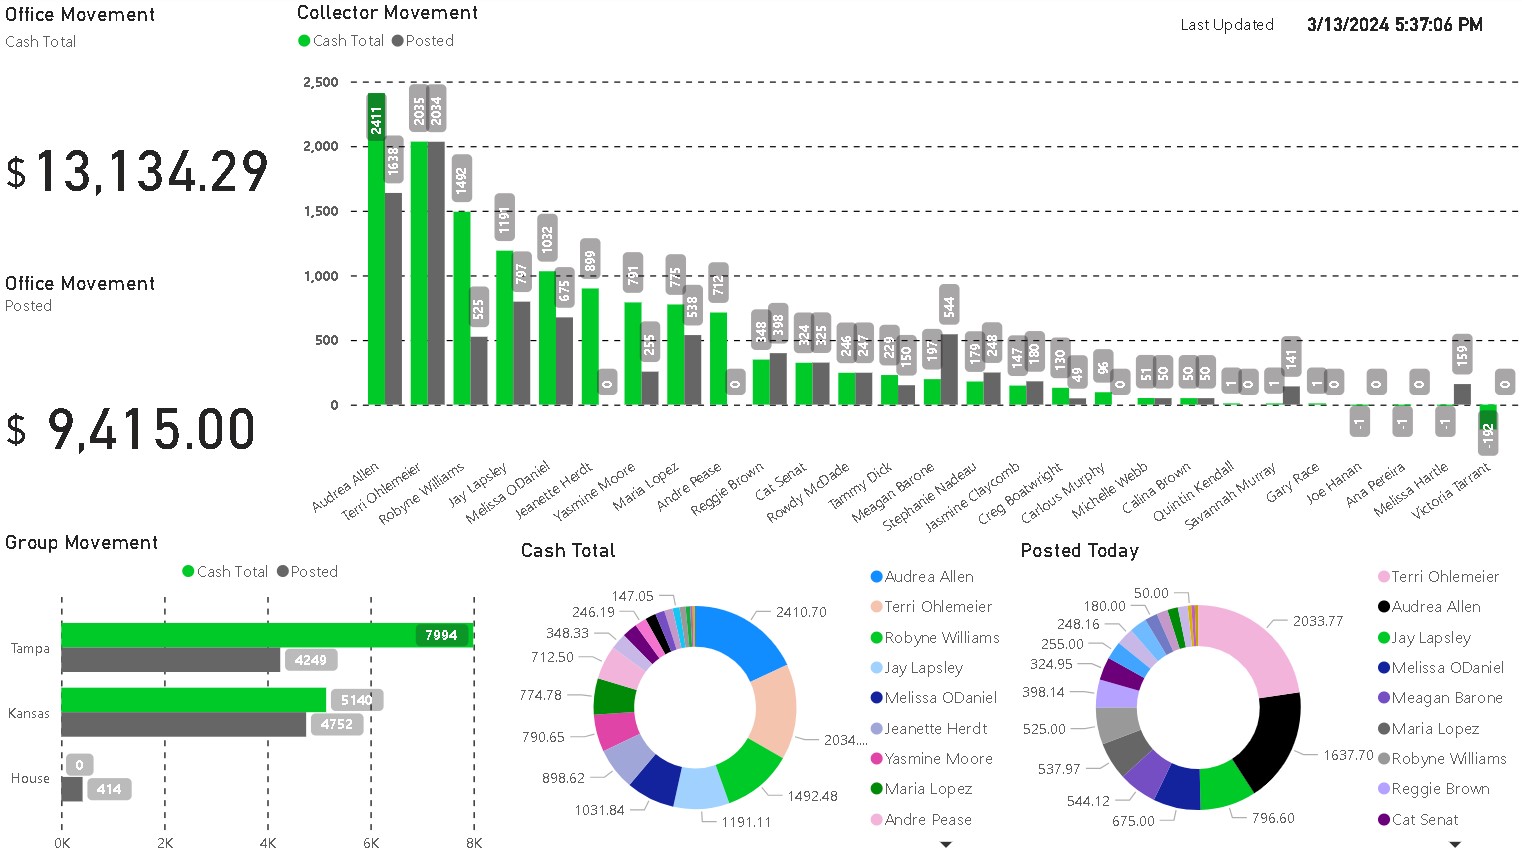 Office Movement
Cash Total
$ 13,134.29
Office Movement
Posted
$ 9,415.00
Collector Movement
Cash Total Posted
Last Updated 3/13/2024 5:37:06 PM
2,500
2,000
1,500
1,000
500
0
2411 1638 2035 2034 1492 525 1191 797 1032 675 899 0 791 255 775 538 712 0 348 398 324 325 246 247 229 150 197 544 179 248 147 180 130 49 96 0 51 50 50 50 1 0 1 141 1 0 -1 0 -1 0 -1 159 -192 0
Audrea Allen
Terri Ohlemeier
Robyne Williams
Jay Lapsley
Melissa ODaniel
Jeanette Herdt
Yasmine Moore
Maria Lopez
Andre Pease
Reggie Brown
Cat Senat
Rowdy McDade
Tammy Dick
Meagan Barone
Stephanie Nadeau
Jasmine Claycomb
Creg Boatwright
Carlous Murphy
Michelle Webb
Calina Brown
Quintin Kendall
Savannah Murray
Gary Race
Joe Hanan
Ana Pereira
Melissa Hartle
Victoria Tarrant
Group Movement
Cash Total Posted
Tampa
7994
4249
Kansas
5140
4752
House
0
414
0K 2K 4K 6K 8K
Cash Total
2410.70
2034....
1492.48
1191.11
1031.84
898.62
790.65
774.78
712.50
348.33
246.19
147.05
Audrea Allen
Terri Ohlemeier
Robyne Williams
Jay Lapsley
Melissa ODaniel
Jeanette Herdt
Yasmine Moore
Maria Lopez
Andre Pease
Posted Today
2033.77
1637.70
796.60
675.00
544.12
537.97
525.00
398.14
324.95
255.00
248.16
180.00
50.00
Terri Ohlemeier
Audrea Allen
Jay Lapsley
Melissa ODaniel
Meagan Barone
Maria Lopez
Robyne Williams
Reggie Brown
Cat Senat